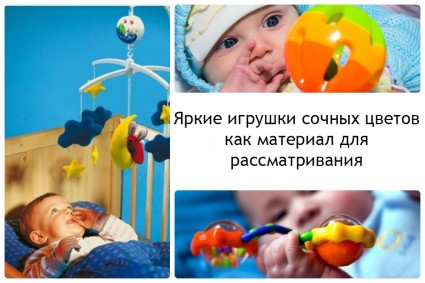 Яркие игрушки сочных цветов
как материал для
рассматривания